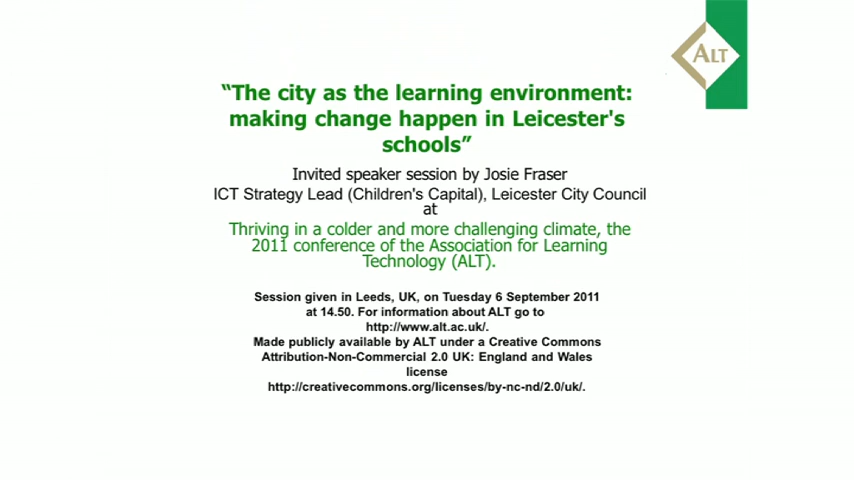 ALT
“The city as the learning environment:
making change happen in Leicester's
schools”
Invited speaker session by Josie Fraser
ICT Strategy Lead (Children's Capital), Leicester City Council
at
Thriving in a colder and more challenging climate, the
2011 conference of the Association for Learning
Technology (ALT).
Session given in Leeds, UK, on Tuesday 6 September 2011
at 14.50. For information about ALT go to
http://www.alt.ac.uk/.
Made publicly available by ALT under a Creative Commons
Attribution-Non-Commercial 2.0 UK: England and Wales
license
http://creativecommons.org/licenses/by-nc-nd/2.0/uk/.